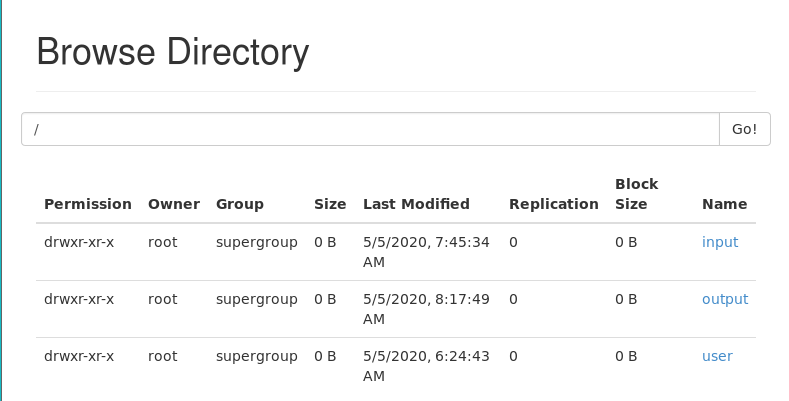 Browse Directory
/ Go!
Permission Owner Group Size Last Modified Replication Block Size Name
drwxr-xr-x root supergroup 0 B 5/5/2020, 7:45:34 AM 0 0 B input
drwxr-xr-x root supergroup 0 B 5/5/2020, 8:17:49 AM 0 0 B output
drwxr-xr-x root supergroup 0 B 5/5/2020, 6:24:43 AM 0 0 B user